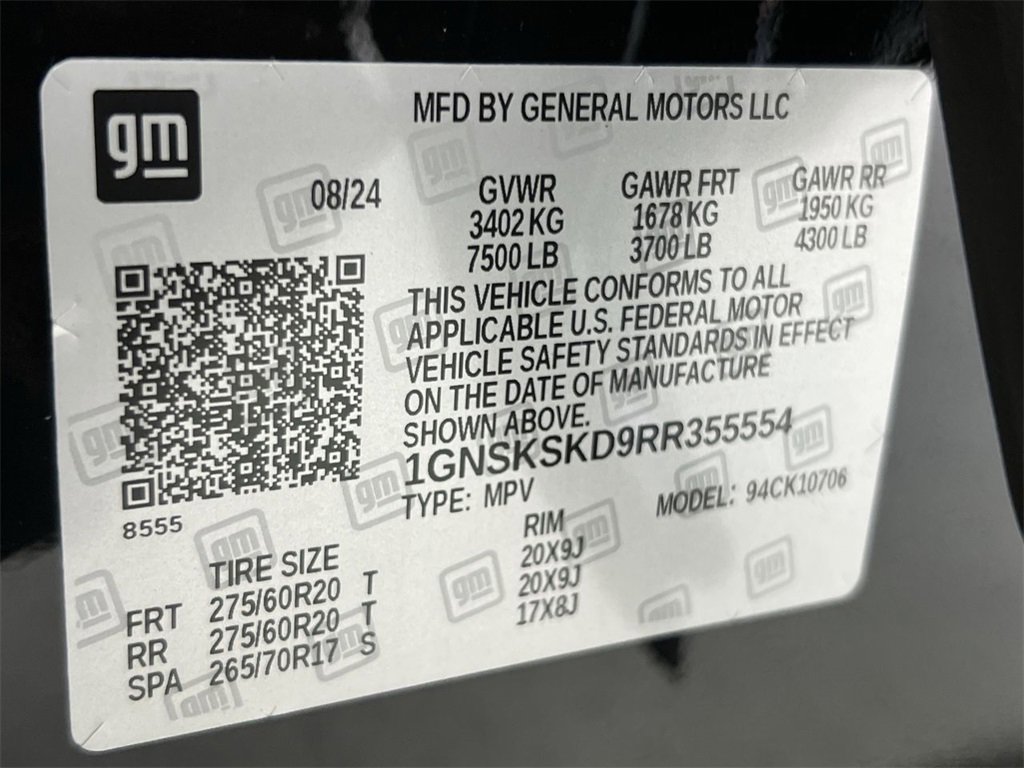 gm
MFD BY GENERAL MOTORS LLC
08/24
GVWR GAWR FRT GAWR RR
3402 KG 1678 KG 1950 KG
7500 LB 3700 LB 4300 LB
THIS VEHICLE CONFORMS TO ALL
APPLICABLE U.S. FEDERAL MOTOR
VEHICLE SAFETY STANDARDS IN EFFECT
ON THE DATE OF MANUFACTURE
SHOWN ABOVE.
1GNSKSKD9RR355554
TYPE: MPV MODEL: 94CK10706
8555
TIRE SIZE RIM
FRT 275/60R20 T 20X9J
RR 275/60R20 T 20X9J
SPA 265/70R17 S 17X8J